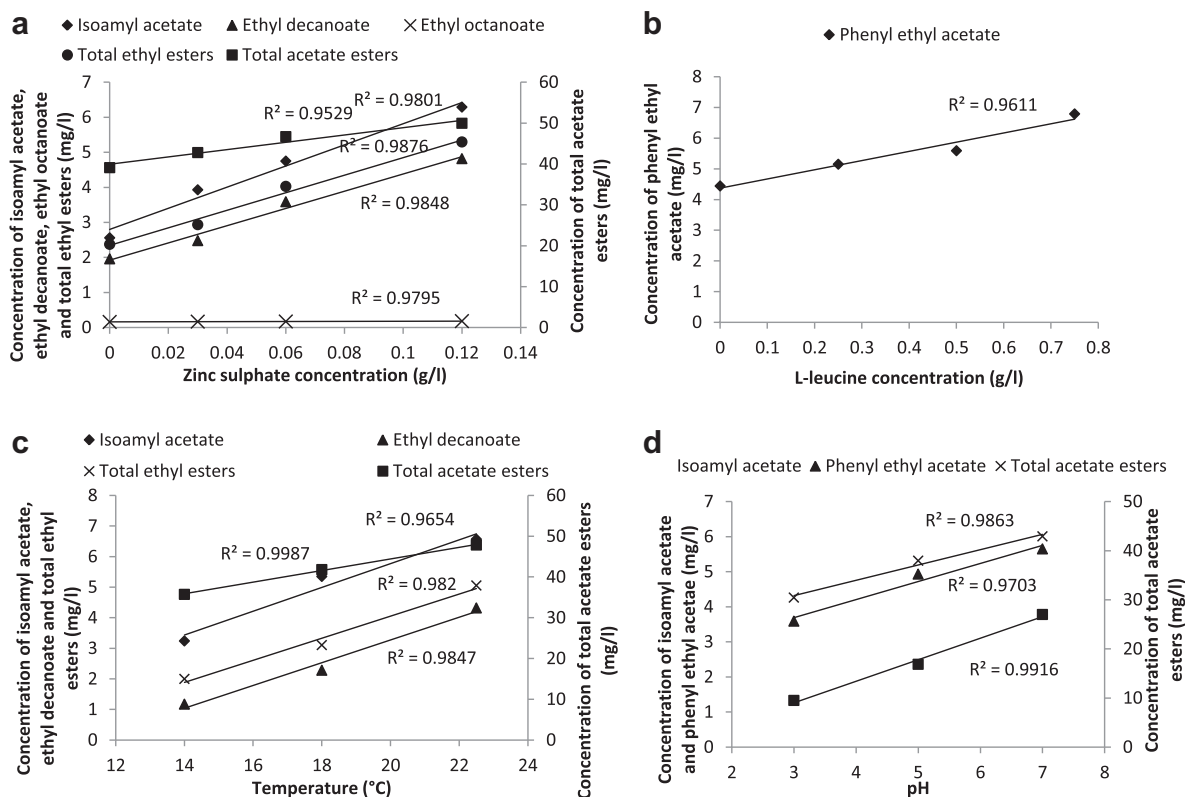 a
Isoamyl acetate Ethyl decanoate Ethyl octanoate
Total ethyl esters Total acetate esters
Concentration of isoamyl acetate,
ethyl decanoate, ethyl octanoate
and total ethyl esters (mg/l)
7
6
5
4
3
2
1
0
R² = 0.9801
R² = 0.9529
R² = 0.9876
R² = 0.9848
R² = 0.9795
60
50
40
30
20
10
0
Concentration of total acetate
esters (mg/l)
0 0.02 0.04 0.06 0.08 0.1 0.12 0.14
Zinc sulphate concentration (g/l)
b
Phenyl ethyl acetate
Concentration of phenyl ethyl
acetate (mg/l)
8
7
6
5
4
3
2
1
0
R² = 0.9611
0 0.1 0.2 0.3 0.4 0.5 0.6 0.7 0.8
L-leucine concentration (g/l)
c
Isoamyl acetate Ethyl decanoate
Total ethyl esters Total acetate esters
Concentration of isoamyl acetate,
ethyl decanoate and total ethyl
esters (mg/l)
8
7
6
5
4
3
2
1
0
R² = 0.9654
R² = 0.9987
R² = 0.982
R² = 0.9847
60
50
40
30
20
10
0
Concentration of total acetate esters
(mg/l)
12 14 16 18 20 22 24
Temperature (°C)
d
Isoamyl acetate Phenyl ethyl acetate Total acetate esters
Concentration of isoamyl acetate
and phenyl ethyl acetae (mg/l)
7
6
5
4
3
2
1
0
R² = 0.9863
R² = 0.9703
R² = 0.9916
50
40
30
20
10
0
Concentration of total acetate
esters (mg/l)
2 3 4 5 6 7 8
pH